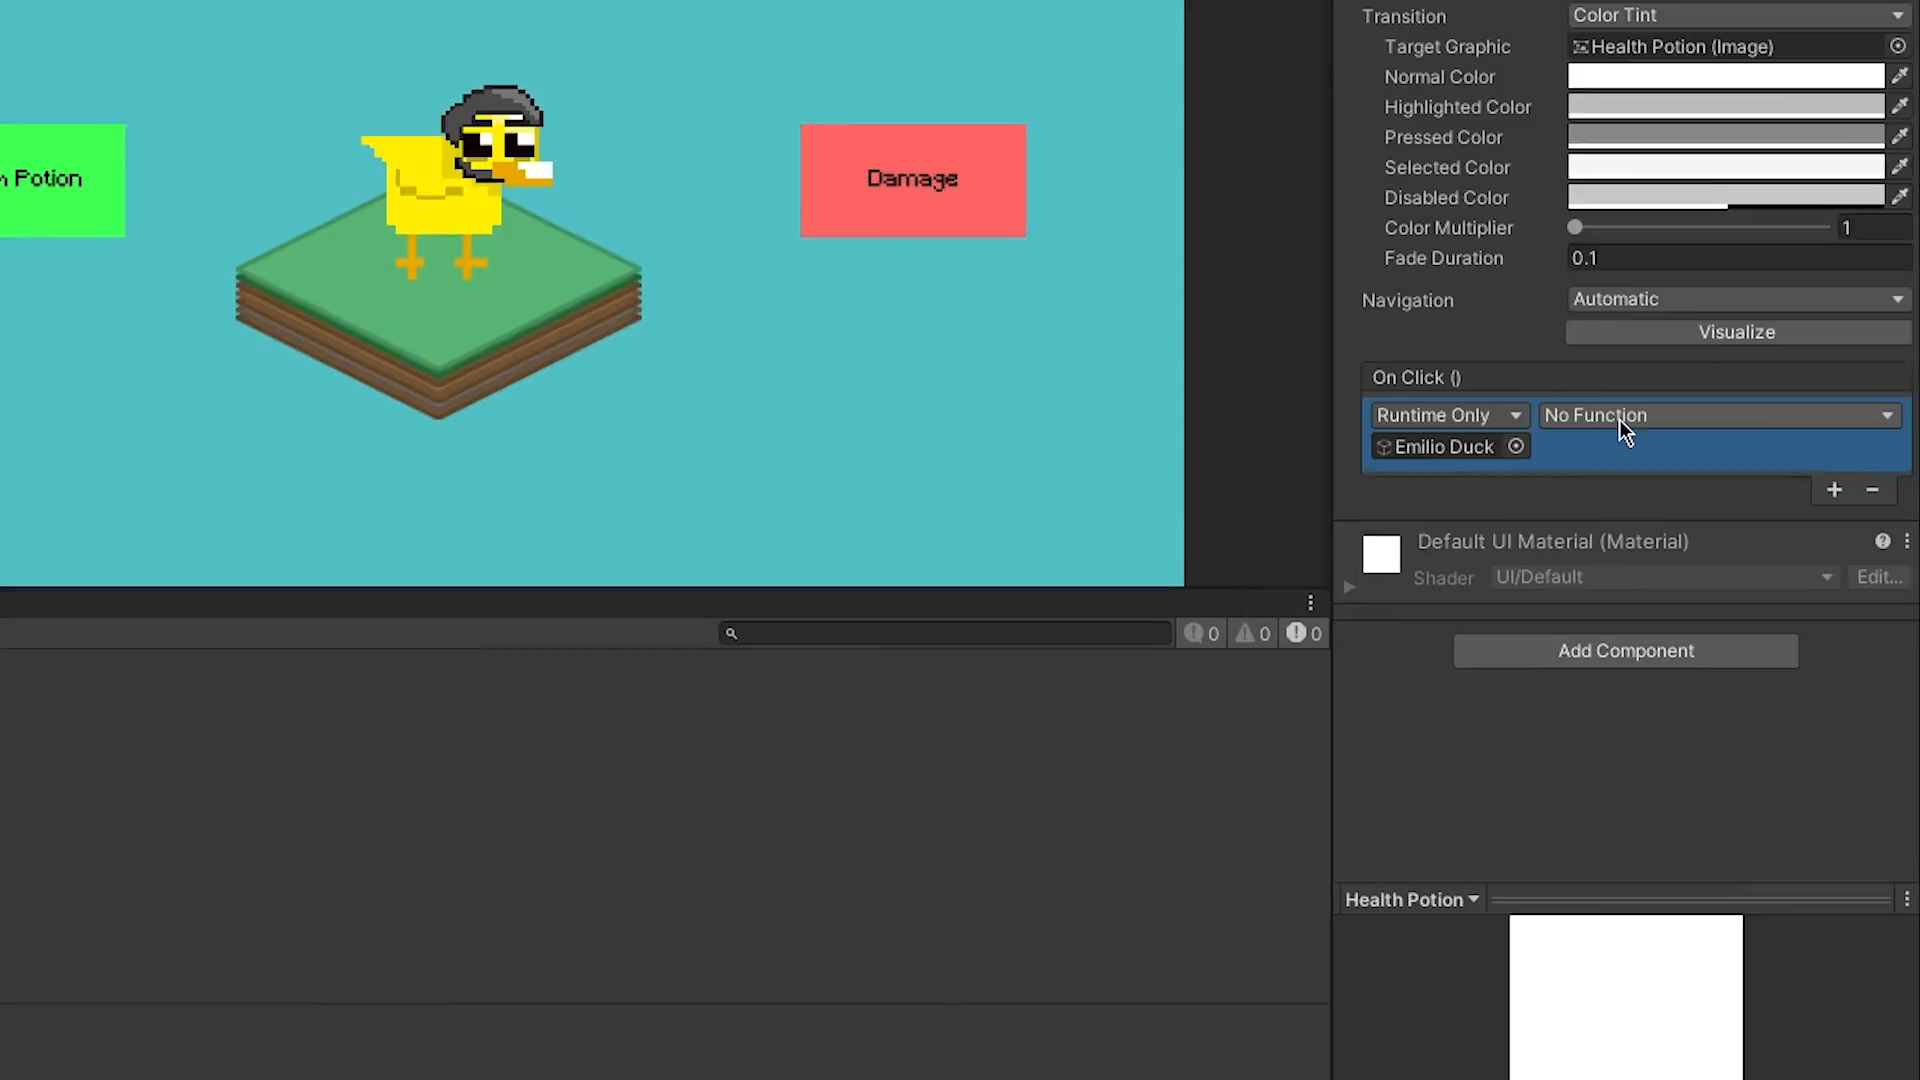 Transition Color Tint
Target Graphic Health Potion (Image)
Normal Color
Highlighted Color
Pressed Color
Selected Color
Disabled Color
Color Multiplier 1
Fade Duration 0.1
Navigation Automatic
Visualize
On Click ()
Runtime Only No Function
Emilio Duck
+ −
Default UI Material (Material)
Shader UI/Default Edit...
Add Component
Health Potion
Potion
Damage
0 0 0